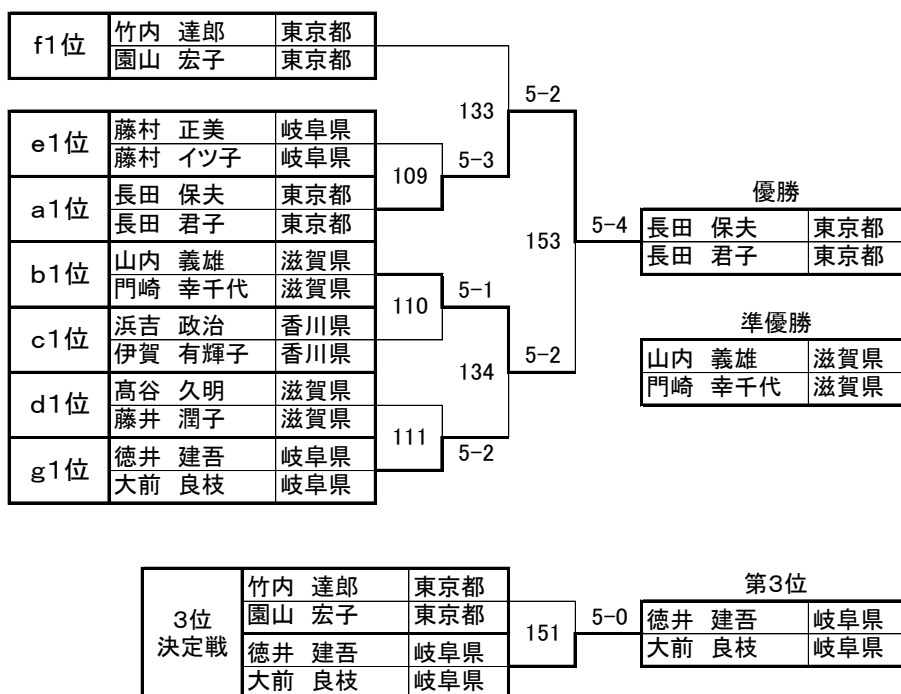 f1位 竹内 達郎 東京都
園山 宏子 東京都
5-2
133
e1位 藤村 正美 岐阜県
藤村 イツ子 岐阜県
109 5-3
a1位 長田 保夫 東京都
長田 君子 東京都
優勝
153 5-4 長田 保夫 東京都
長田 君子 東京都
b1位 山内 義雄 滋賀県
門崎 幸千代 滋賀県
110 5-1
c1位 浜吉 政治 香川県
伊賀 有輝子 香川県
準優勝
134 5-2
山内 義雄 滋賀県
門崎 幸千代 滋賀県
d1位 髙谷 久明 滋賀県
藤井 潤子 滋賀県
111 5-2
g1位 徳井 建吾 岐阜県
大前 良枝 岐阜県
3位
決定戦
竹内 達郎 東京都
園山 宏子 東京都
徳井 建吾 岐阜県
大前 良枝 岐阜県
151 5-0
第3位
徳井 建吾 岐阜県
大前 良枝 岐阜県